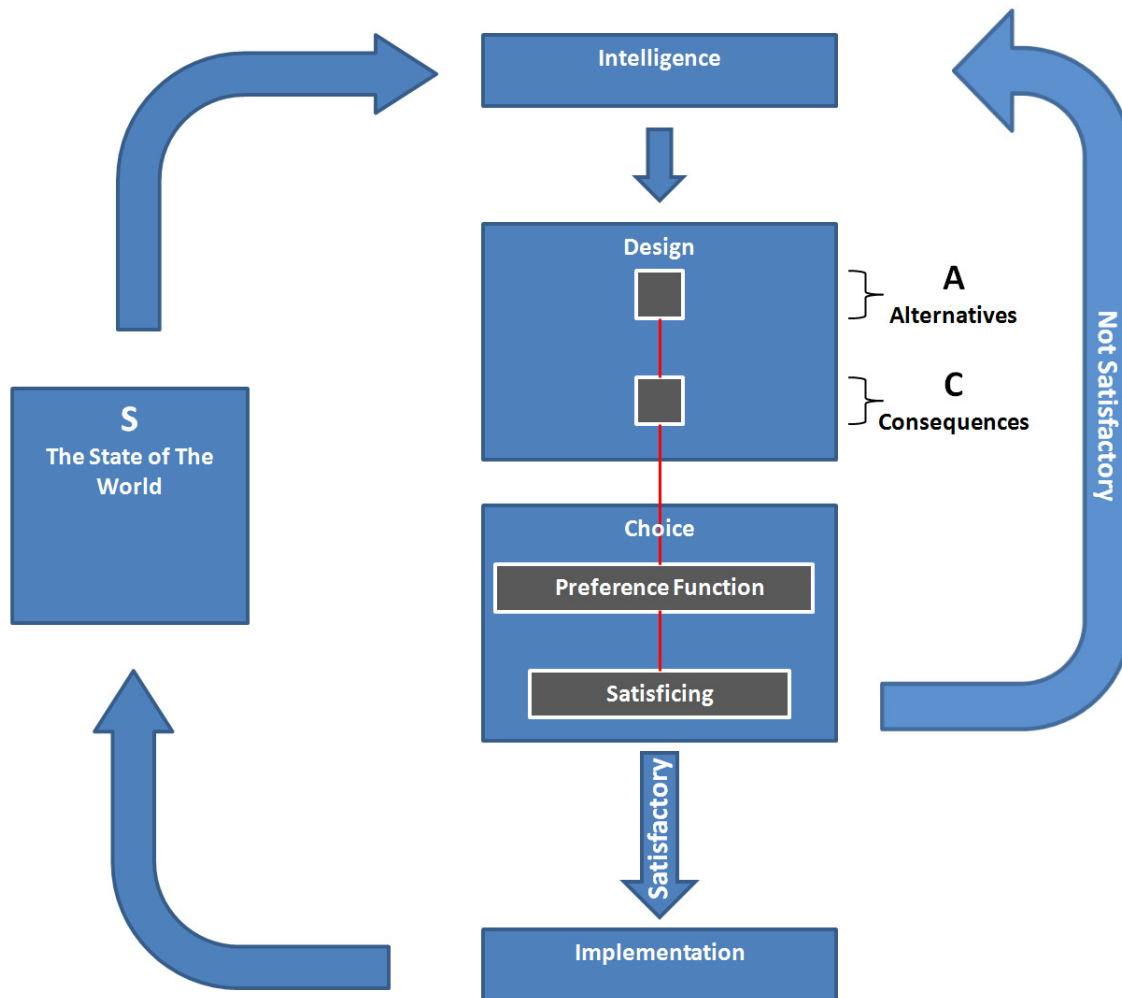 Intelligence
Design
A
Alternatives
C
Consequences
S
The State of The
World
Choice
Preference Function
Satisficing
Not Satisfactory
Satisfactory
Implementation